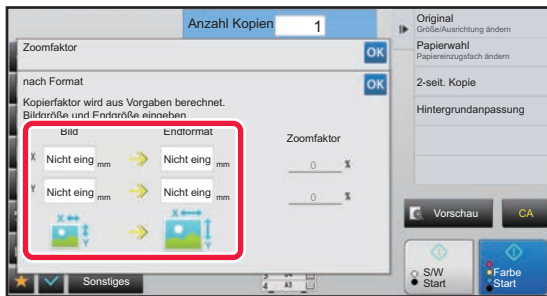 Anzahl Kopien 1
Original
Größe/Ausrichtung ändern
Papierwahl
Papiereinzugsfach ändern
2-seit. Kopie
Hintergrundanpassung
Zoomfaktor OK
nach Format OK
Kopierfaktor wird aus Vorgaben berechnet.
Bildgröße und Endgröße eingeben
Bild Endformat Zoomfaktor
X Nicht eing mm Nicht eing mm 0 %
Y Nicht eing mm Nicht eing mm 0 %
X Y X Y
Vorschau CA
Sonstiges
4 A3
S/W
Start
Farbe
Start